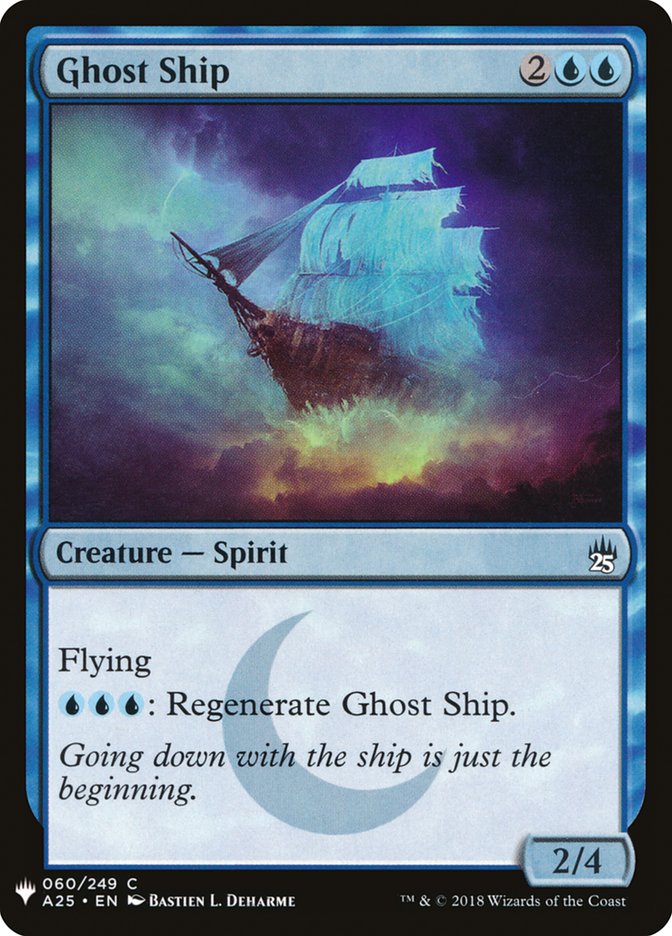 Ghost Ship 2
Creature — Spirit
25
Flying
: Regenerate Ghost Ship.
Going down with the ship is just the
beginning.
2/4
060/249 C
A25 • EN Bastien L. Deharme
™ & © 2018 Wizards of the Coast